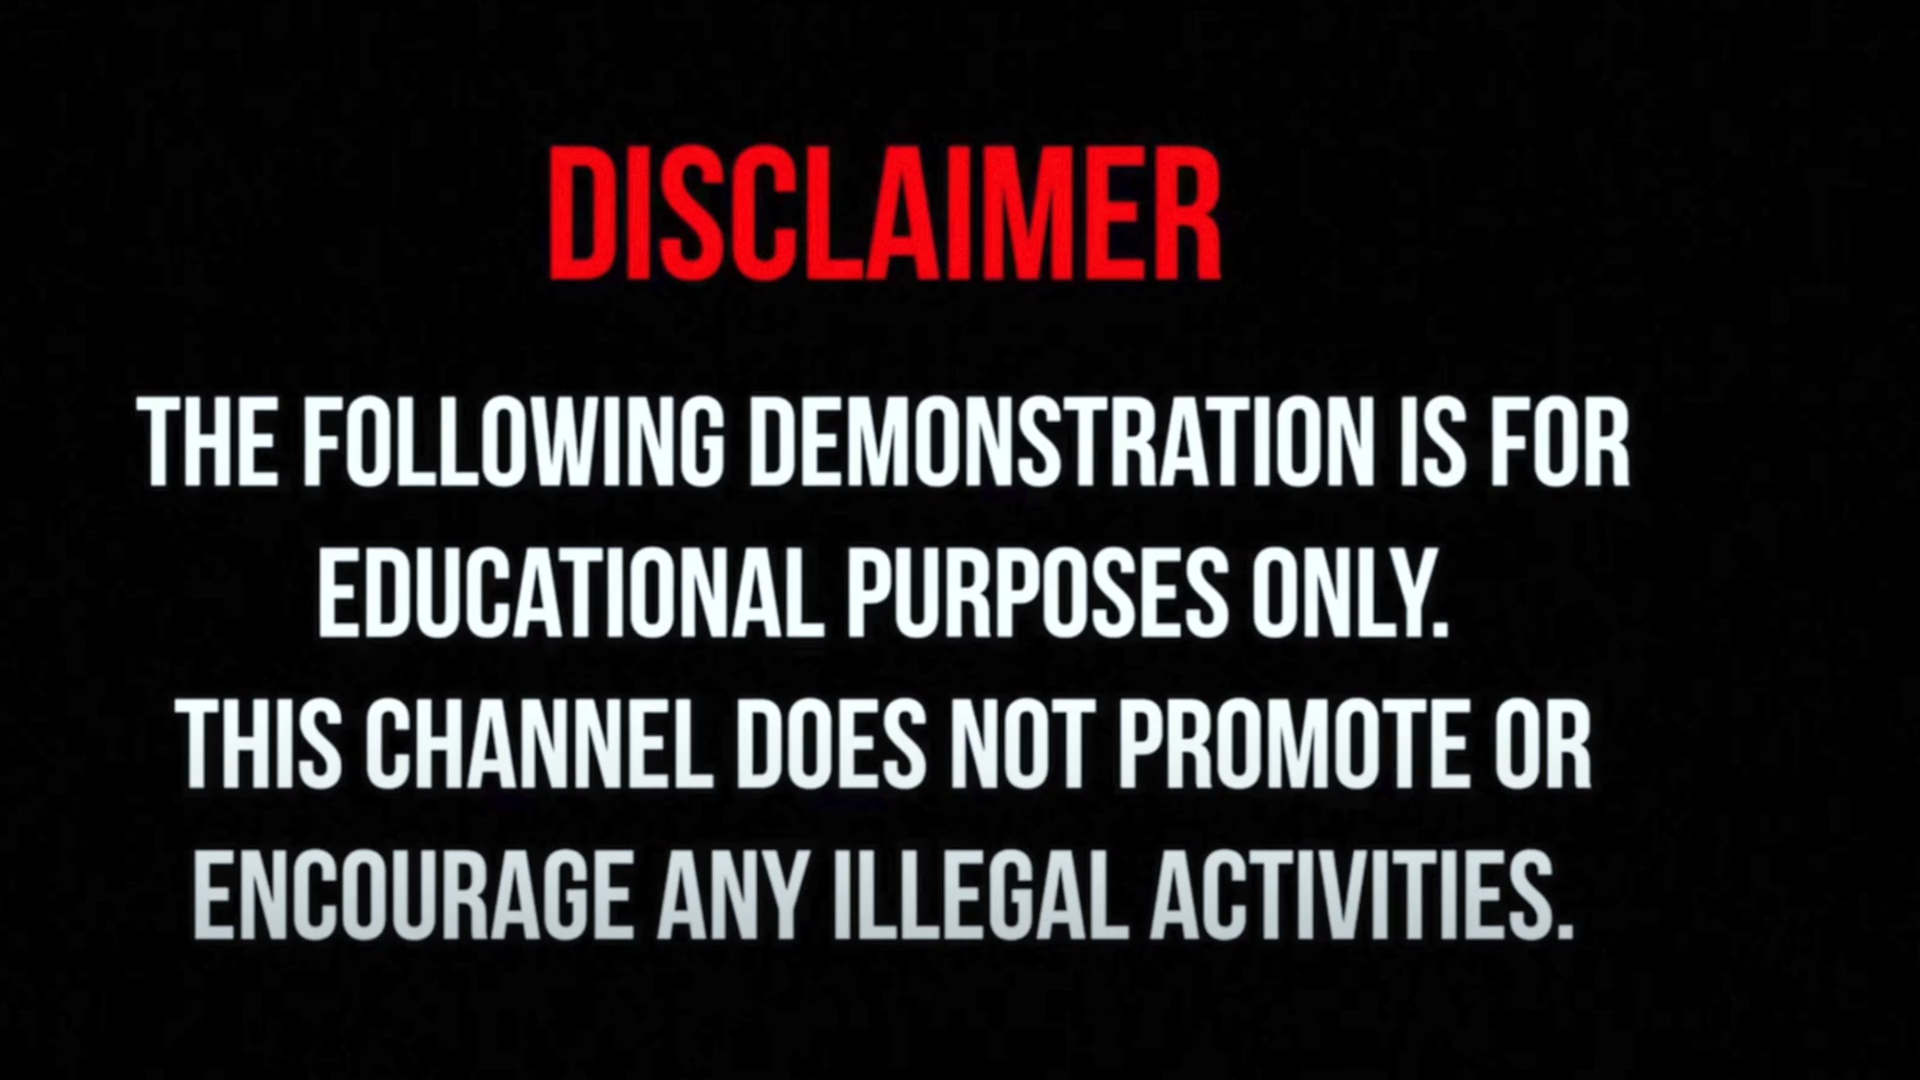 DISCLAIMER
THE FOLLOWING DEMONSTRATION IS FOR
EDUCATIONAL PURPOSES ONLY.
THIS CHANNEL DOES NOT PROMOTE OR
ENCOURAGE ANY ILLEGAL ACTIVITIES.